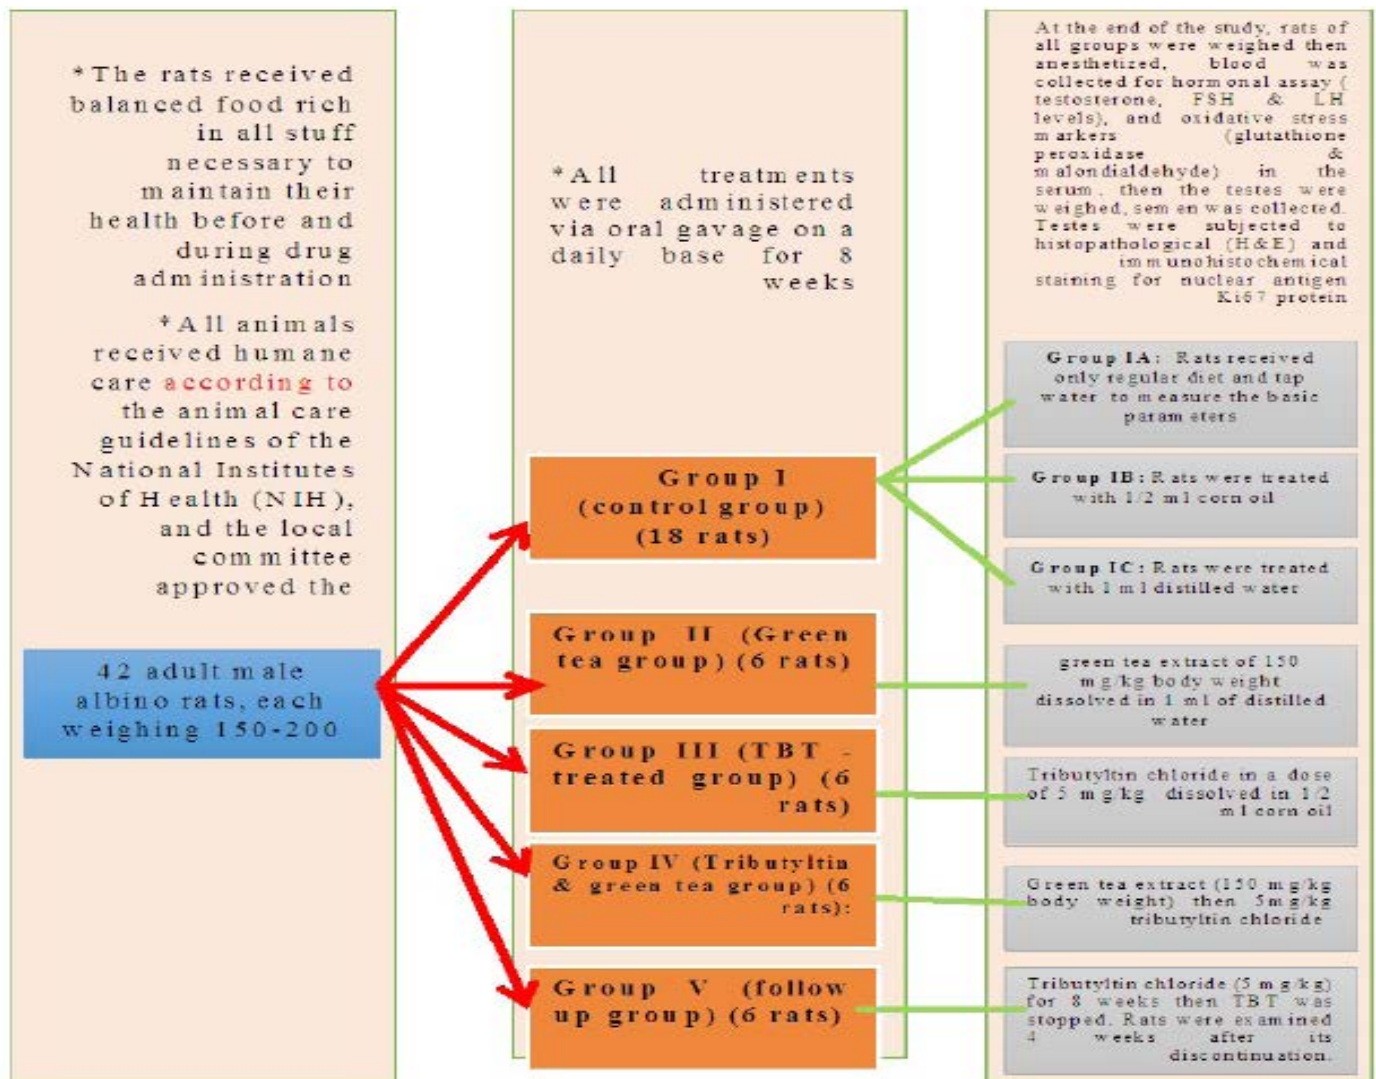 *The rats received
balanced food rich
in all stuff
necessary to
maintain their
health before and
during drug
administration
*All animals
received humane
care according to
the animal care
guidelines of the
National Institutes
of Health (NIH),
and the local
committee
approved the
42 adult male
albino rats, each
weighing 150-200
*All treatments
were administered
via oral gavage on a
daily base for 8
weeks
Group I
(control group)
(18 rats)
Group II (Green
tea group) (6 rats)
Group III (TBT -
treated group) (6
rats)
Group IV (Tributyltin
& green tea group) (6
rats):
Group V (follow
up group) (6 rats)
At the end of the study, rats of
all groups were weighed then
anesthetized, blood was
collected for hormonal assay (
testosterone, FSH & LH
levels), and oxidative stress
markers (glutathione
peroxidase &
malondialdehyde) in the
serum, then the testes were
weighed, semen was collected.
Testes were subjected to
histopathological (H&E) and
immunohistochemical
staining for nuclear antigen
Ki67 protein
Group IA: Rats received
only regular diet and tap
water to measure the basic
parameters
Group IB: Rats were treated
with 1/2 ml corn oil
Group IC: Rats were treated
with 1 ml distilled water
green tea extract of 150
mg/kg body weight
dissolved in 1 ml of distilled
water
Tributyltin chloride in a dose
of 5 mg/kg dissolved in 1/2
ml corn oil
Green tea extract (150 mg/kg
body weight) then 5mg/kg
tributyltin chloride
Tributyltin chloride (5 mg/kg)
for 8 weeks then TBT was
stopped. Rats were examined
4 weeks after its
discontinuation.